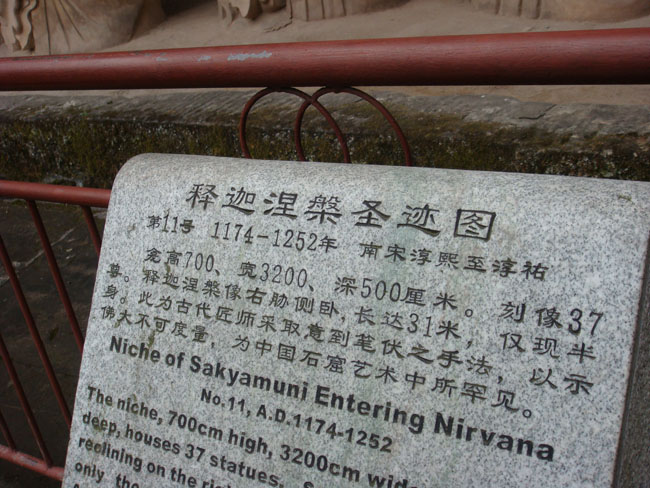 释迦涅槃圣迹图
第11号 1174-1252年 南宋淳熙至淳祐
龛高700、宽3200、深500厘米。刻像37
尊。释迦涅槃像右胁侧卧，长达31米，仅现半
身。此为古代匠师采取意到笔伏之手法，以示
佛大不可度量，为中国石窟艺术中所罕见。
Niche of Sakyamuni Entering Nirvana
No.11, A.D.1174-1252
The niche, 700cm high, 3200cm wide
deep, houses 37 statues.
reclining on the
only the